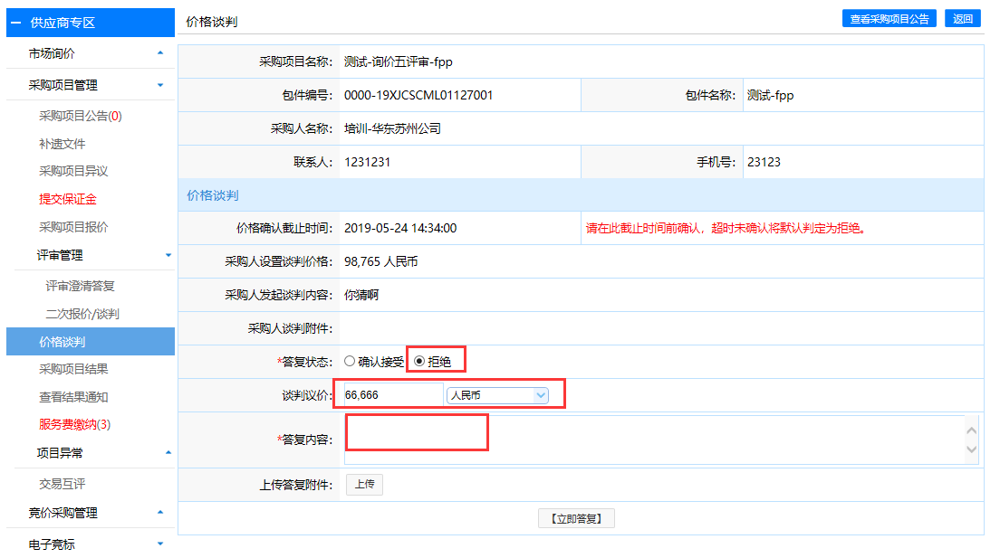 供应商专区
市场询价
采购项目管理
采购项目公告(0)
补遗文件
采购项目异议
提交保证金
采购项目报价
评审管理
评审澄清答复
二次报价/谈判
价格谈判
采购项目结果
查看结果通知
服务费缴纳(3)
项目异常
交易互评
竞价采购管理
电子竞标
价格谈判
查看采购项目公告 返回
采购项目名称: 测试-询价五评审-fpp
包件编号: 0000-19XJCSCML01127001 包件名称: 测试-fpp
采购人名称: 培训-华东苏州公司
联系人: 1231231 手机号: 23123
价格谈判
价格确认截止时间: 2019-05-24 14:34:00 请在此截止时间前确认，超时未确认将默认判定为拒绝。
采购人设置谈判价格: 98,765 人民币
采购人发起谈判内容: 你猜啊
采购人谈判附件:
*答复状态: 确认接受 拒绝
谈判议价: 66,666 人民币
*答复内容:
上传答复附件: 上传
【立即答复】